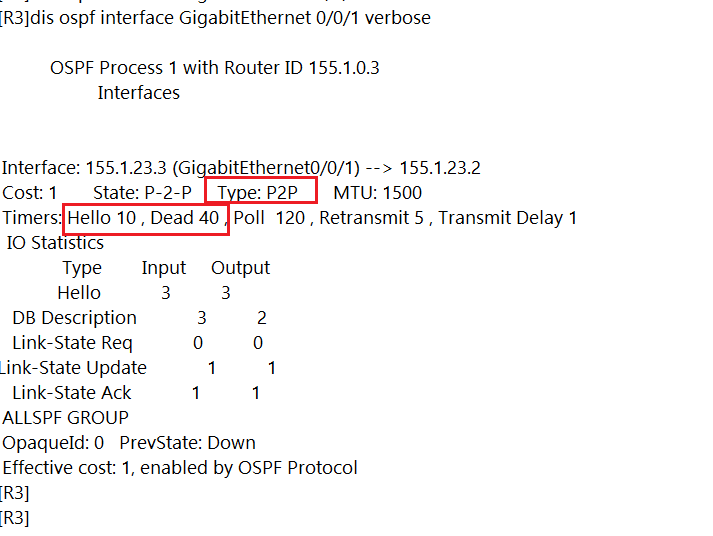 [R3]dis ospf interface GigabitEthernet 0/0/1 verbose
OSPF Process 1 with Router ID 155.1.0.3
Interfaces
Interface: 155.1.23.3 (GigabitEthernet0/0/1) --> 155.1.23.2
Cost: 1 State: P-2-P Type: P2P MTU: 1500
Timers: Hello 10 , Dead 40 , Poll 120 , Retransmit 5 , Transmit Delay 1
IO Statistics
Type Input Output
Hello 3 3
DB Description 3 2
Link-State Req 0 0
Link-State Update 1 1
Link-State Ack 1 1
ALLSPF GROUP
OpaqueId: 0 PrevState: Down
Effective cost: 1, enabled by OSPF Protocol
[R3]
[R3]